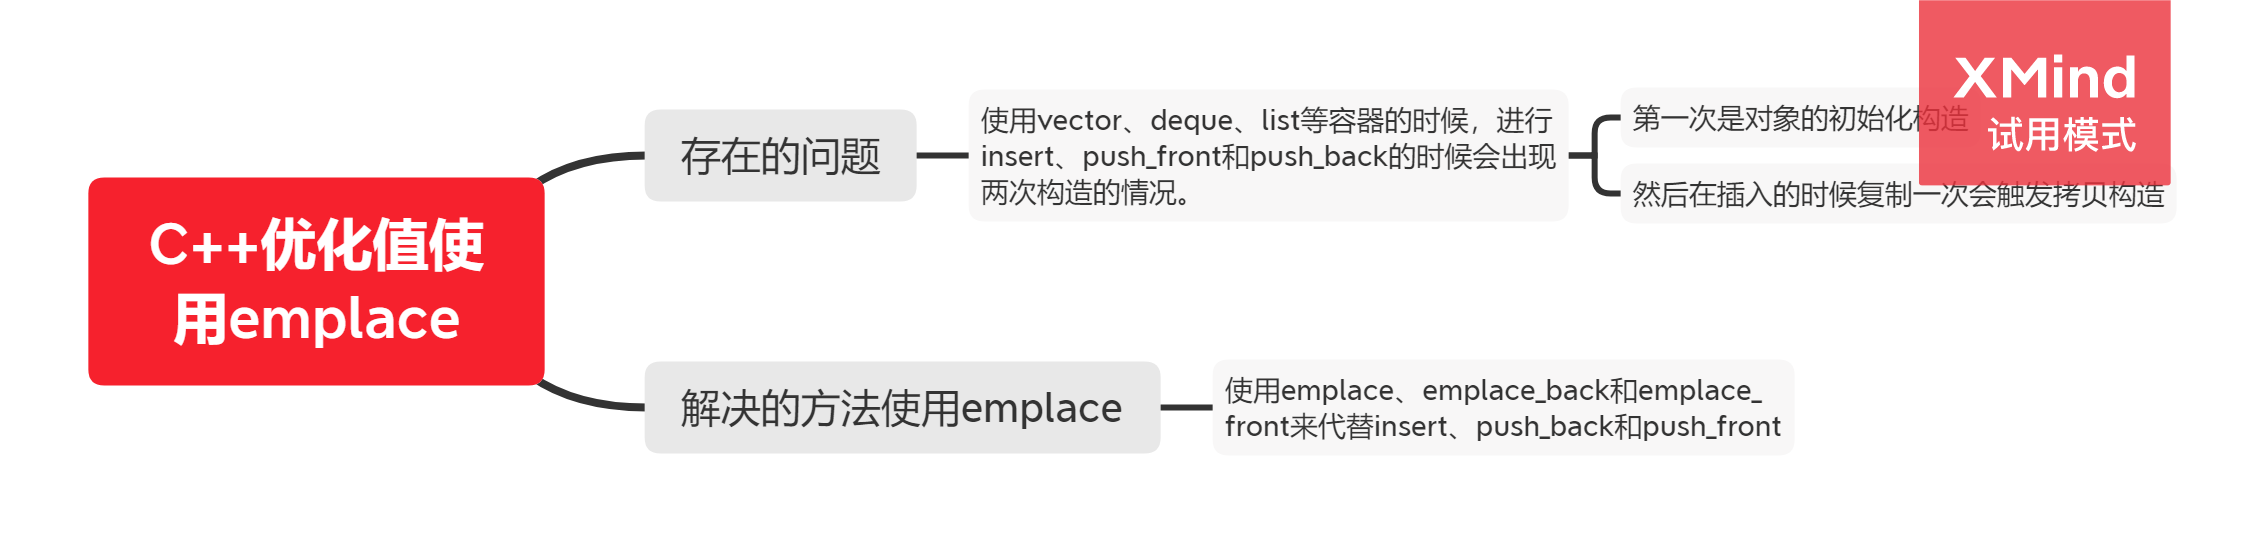 C++优化值使
用emplace
存在的问题
使用vector、deque、list等容器的时候，进行
insert、push_front和push_back的时候会出现
两次构造的情况。
第一次是对象的初始化构造
然后在插入的时候复制一次会触发拷贝构造
XMind
试用模式
解决的方法使用emplace
使用emplace、emplace_back和emplace_
front来代替insert、push_back和push_front